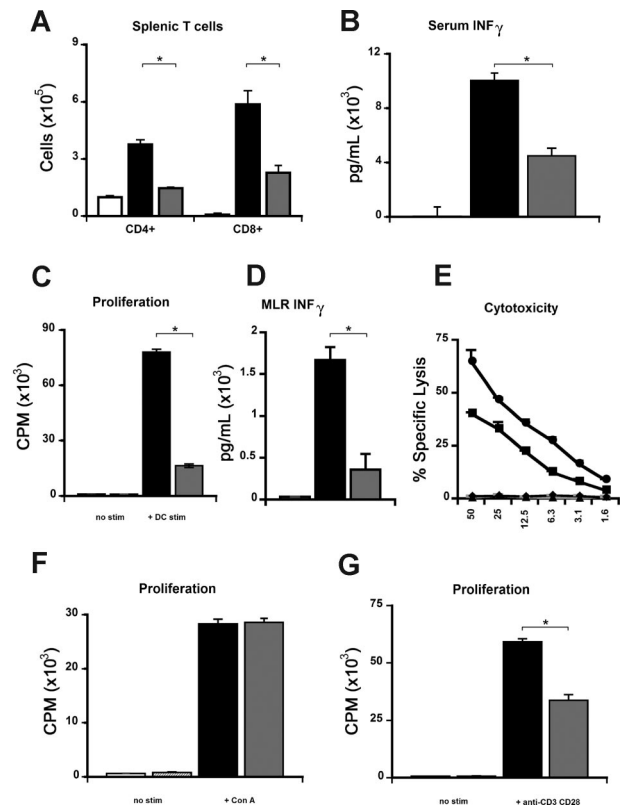 A
Splenic T cells
*
*
Cells (x10⁵)
9
6
3
0
CD4+
CD8+
B
Serum INFγ
*
pg/mL (x10³)
12
8
4
0
C
Proliferation
*
CPM (x10³)
90
60
30
0
no stim
+ DC stim
D
MLR INFγ
*
pg/mL (x10³)
2
1.5
1
0.5
0
E
Cytotoxicity
% Specific Lysis
75
50
25
0
50
25
12.5
6.3
3.1
1.6
F
Proliferation
CPM (x10³)
30
20
10
0
no stim
+ Con A
G
Proliferation
*
CPM (x10³)
75
50
25
0
no stim
+ anti-CD3 CD28